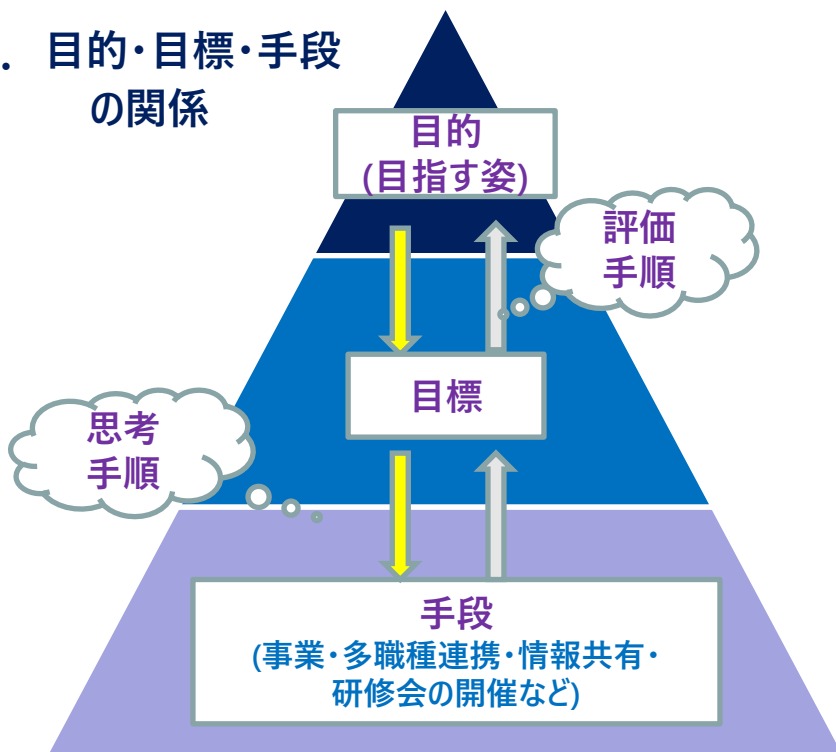 . 目的・目標・手段
の関係
目的
(目指す姿)
評価
手順
目標
思考
手順
手段
(事業・多職種連携・情報共有・
研修会の開催など)